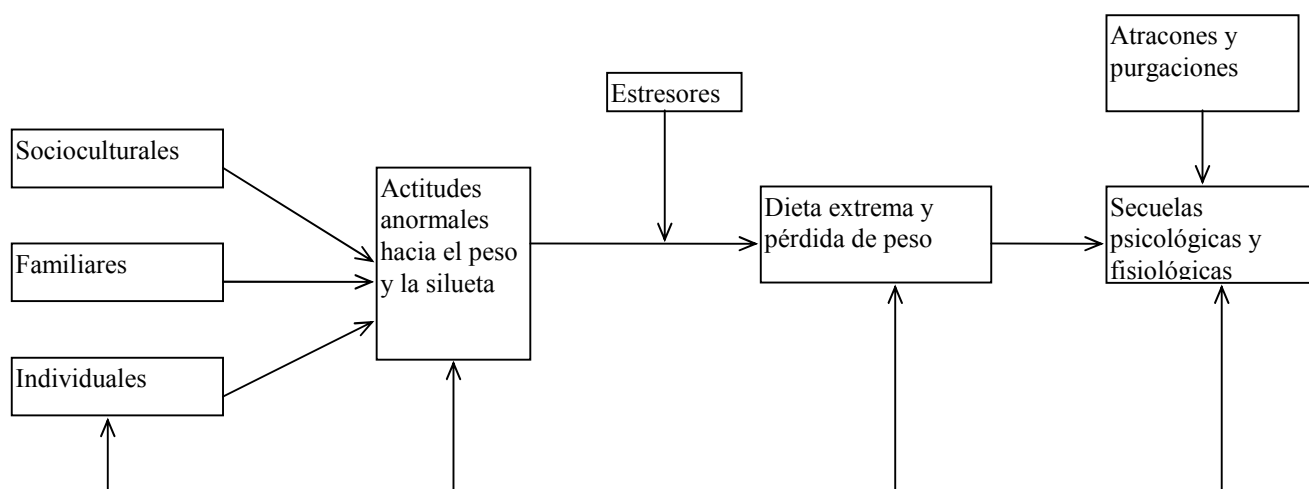 Atracones y
purgaciones
Estresores
Socioculturales
Actitudes
anormales
hacia el peso
y la silueta
Dieta extrema y
pérdida de peso
Secuelas
psicológicas y
fisiológicas
Familiares
Individuales